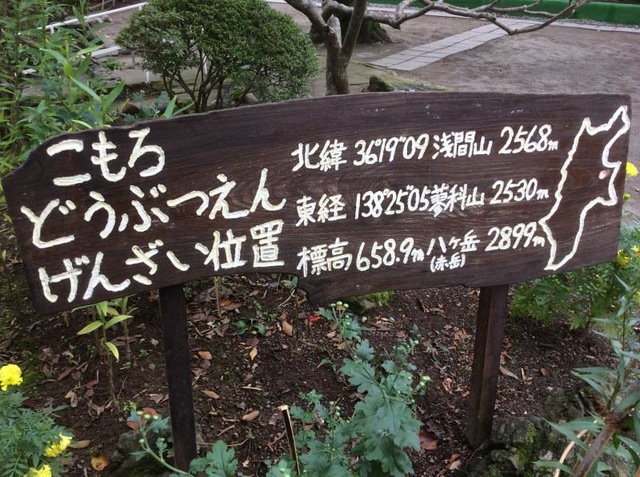 こもろ
どうぶつえん
げんざい位置
北緯 36°19″09 浅間山 2568m
東経 138°25″05 蓼科山 2530m
標高 658.9m 八ヶ岳 2899m
(赤岳)